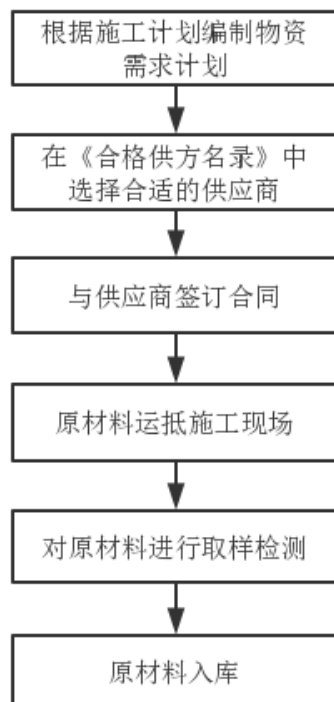 根据施工计划编制物资
需求计划
在《合格供方名录》中
选择合适的供应商
与供应商签订合同
原材料运抵施工现场
对原材料进行取样检测
原材料入库